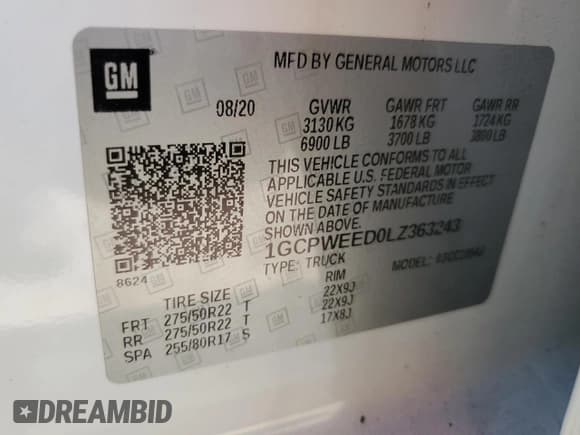 GM
MFD BY GENERAL MOTORS LLC
08/20 GVWR GAWR FRT GAWR RR
3130 KG 1678 KG 1724 KG
6900 LB 3700 LB 3800 LB
THIS VEHICLE CONFORMS TO ALL
APPLICABLE U.S. FEDERAL MOTOR
VEHICLE SAFETY STANDARDS IN EFFECT
ON THE DATE OF MANUFACTURE
SHOWN ABOVE.
1GCPWEED0LZ363243
8624 TYPE: TRUCK MODEL:
TIRE SIZE RIM
FRT 275/50R22 T 22X9J
RR 275/50R22 T 22X9J
SPA 255/80R17 S 17X8J
DREAMBID